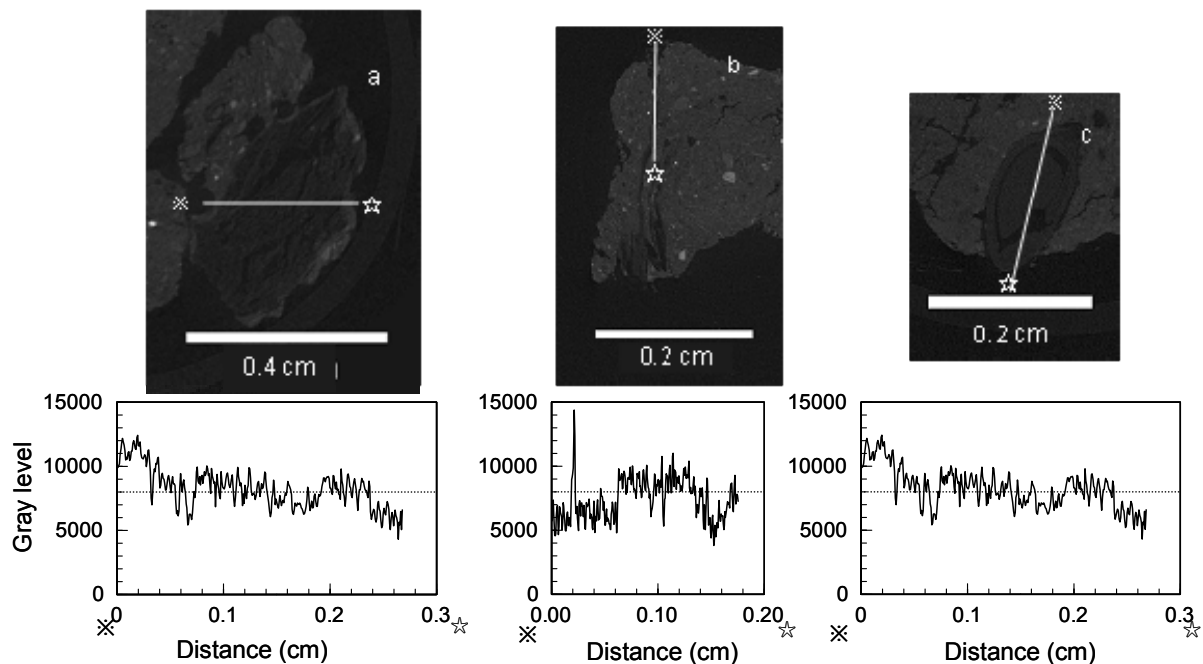 a
b
c
※ ☆
※
☆
※
☆
0.4 cm
0.2 cm
0.2 cm
Gray level
15000
10000
5000
0
0 0.1 0.2 0.3
※ Distance (cm) ☆
15000
10000
5000
0
0.00 0.10 0.20
※ Distance (cm) ☆
15000
10000
5000
0
0 0.1 0.2 0.3
※ Distance (cm) ☆